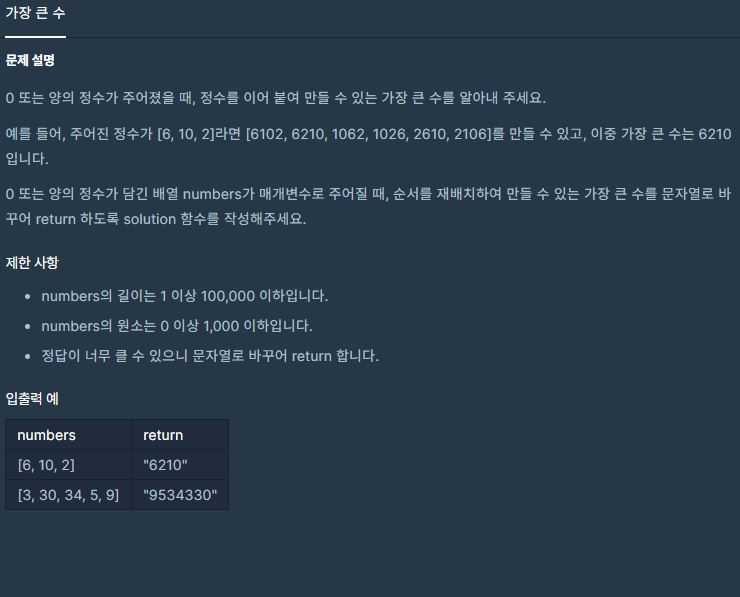 가장 큰 수
문제 설명
0 또는 양의 정수가 주어졌을 때, 정수를 이어 붙여 만들 수 있는 가장 큰 수를 알아내 주세요.
예를 들어, 주어진 정수가 [6, 10, 2]라면 [6102, 6210, 1062, 1026, 2610, 2106]를 만들 수 있고, 이중 가장 큰 수는 6210
입니다.
0 또는 양의 정수가 담긴 배열 numbers가 매개변수로 주어질 때, 순서를 재배치하여 만들 수 있는 가장 큰 수를 문자열로 바
꾸어 return 하도록 solution 함수를 작성해주세요.
제한 사항
• numbers의 길이는 1 이상 100,000 이하입니다.
• numbers의 원소는 0 이상 1,000 이하입니다.
• 정답이 너무 클 수 있으니 문자열로 바꾸어 return 합니다.
입출력 예
numbers return
[6, 10, 2] "6210"
[3, 30, 34, 5, 9] "9534330"